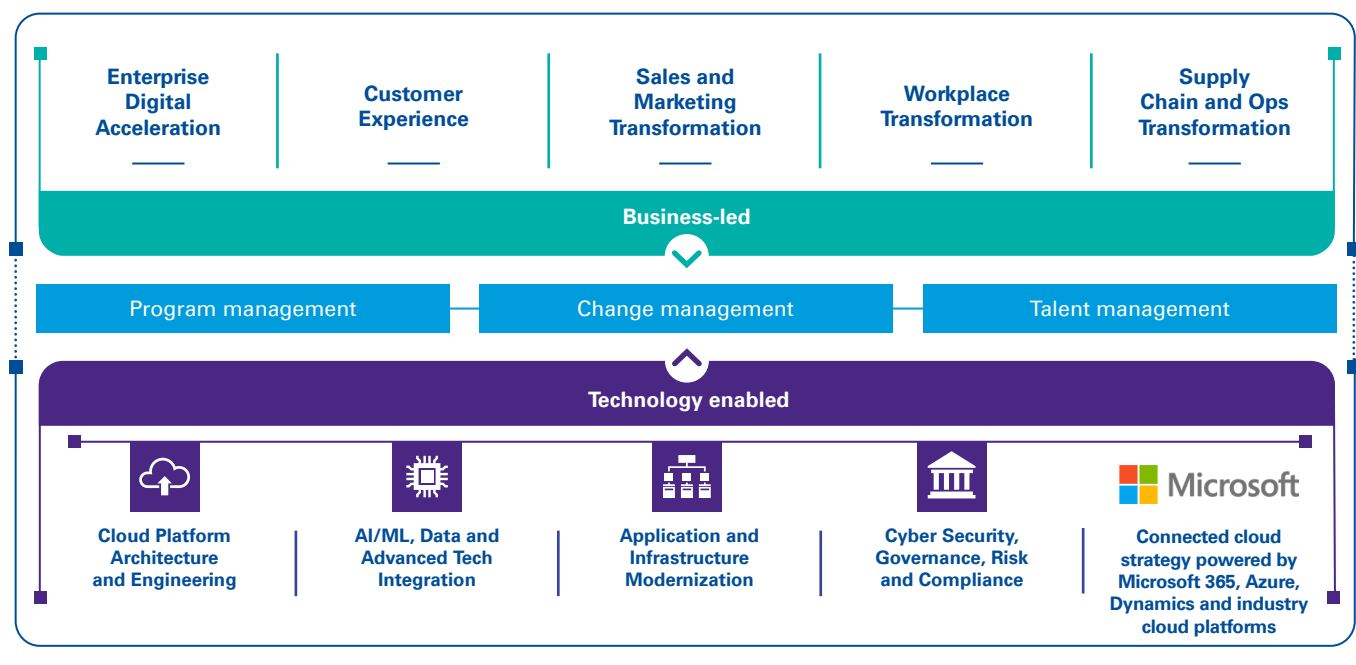 Enterprise
Digital
Acceleration
Customer
Experience
Sales and
Marketing
Transformation
Workplace
Transformation
Supply
Chain and Ops
Transformation
Business-led
Program management
Change management
Talent management
Technology enabled
Cloud Platform
Architecture
and Engineering
AI/ML, Data and
Advanced Tech
Integration
Application and
Infrastructure
Modernization
Cyber Security,
Governance, Risk
and Compliance
Microsoft
Connected cloud
strategy powered by
Microsoft 365, Azure,
Dynamics and industry
cloud platforms